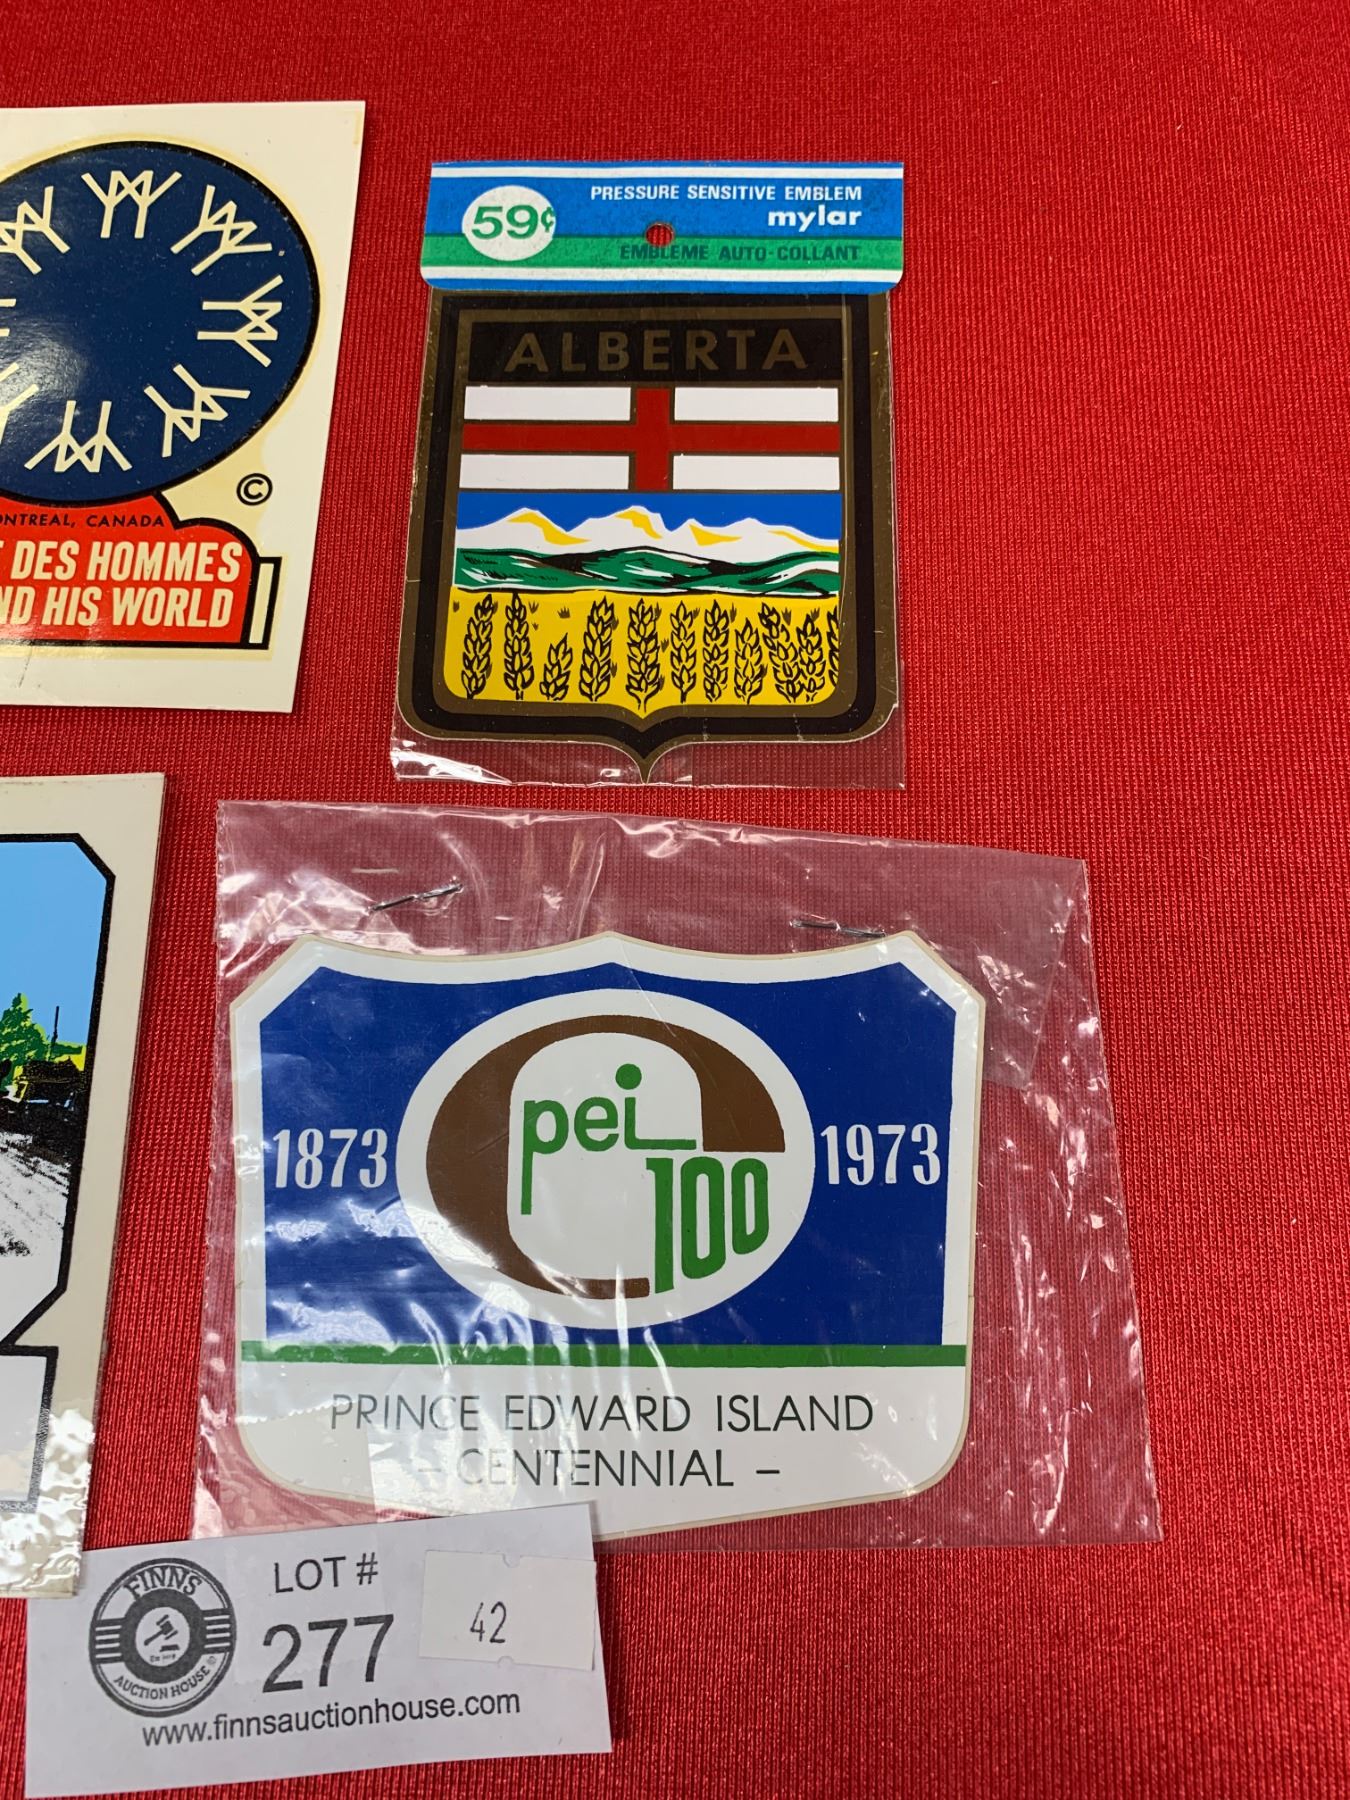 ©
MONTREAL, CANADA
DES HOMMES
AND HIS WORLD
59¢
PRESSURE SENSITIVE EMBLEM
mylar
EMBLEME AUTO-COLLANT
ALBERTA
1873
pei
100
1973
PRINCE EDWARD ISLAND
- CENTENNIAL -
FINNS
AUCTION HOUSE
LOT #
277
42
www.finnsauctionhouse.com